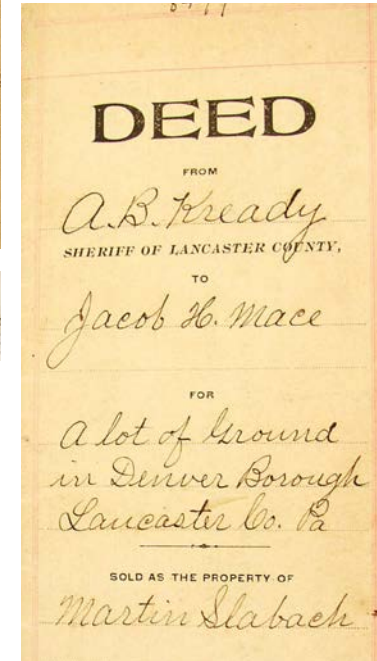 DEED
FROM
A. B. Kready
SHERIFF OF LANCASTER COUNTY,
TO
Jacob H. Mace
FOR
A lot of Ground
in Denver Borough
Lancaster Co. Pa
SOLD AS THE PROPERTY OF
Martin Slabach